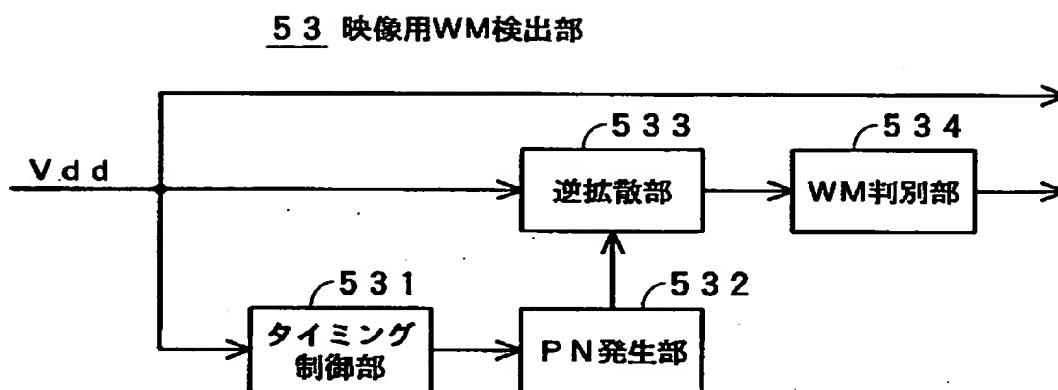 53 映像用WM検出部
533
534
Vdd
逆拡散部
WM判別部
531
532
タイミング
制御部
PN発生部